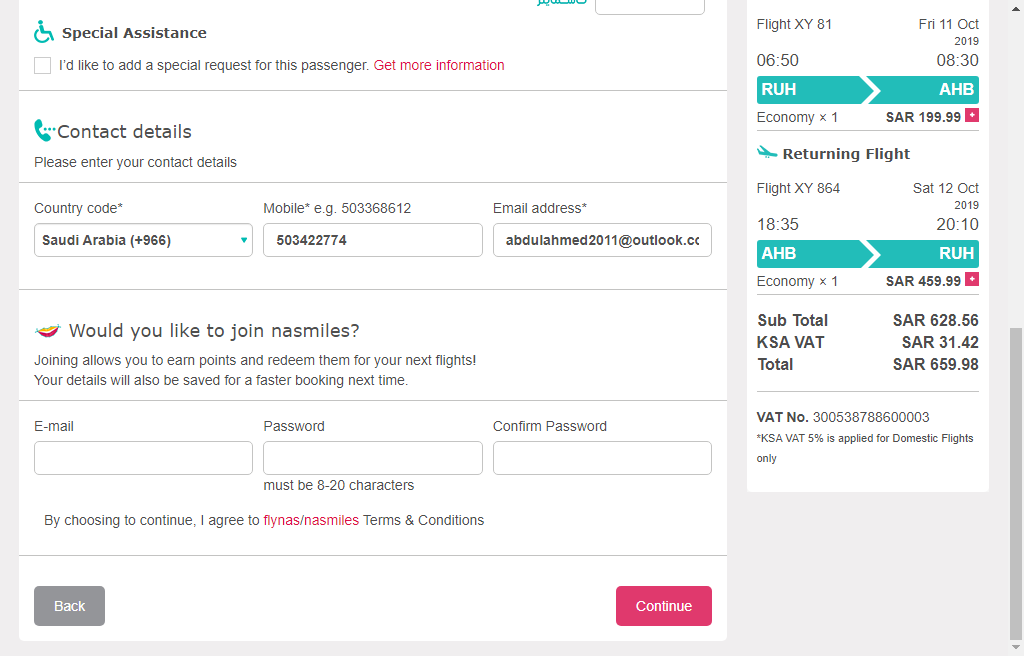 Special Assistance
I'd like to add a special request for this passenger. Get more information
Contact details
Please enter your contact details
Country code*
Mobile* e.g. 503368612
Email address*
Saudi Arabia (+966)
503422774
abdulahmed2011@outlook.cc
Would you like to join nasmiles?
Joining allows you to earn points and redeem them for your next flights!
Your details will also be saved for a faster booking next time.
E-mail
Password
Confirm Password
must be 8-20 characters
By choosing to continue, I agree to flynas/nasmiles Terms & Conditions
Back
Continue
Flight XY 81
Fri 11 Oct
2019
06:50
08:30
RUH
AHB
Economy × 1
SAR 199.99
Returning Flight
Flight XY 864
Sat 12 Oct
2019
18:35
20:10
AHB
RUH
Economy × 1
SAR 459.99
Sub Total
SAR 628.56
KSA VAT
SAR 31.42
Total
SAR 659.98
VAT No. 300538788600003
*KSA VAT 5% is applied for Domestic Flights
only